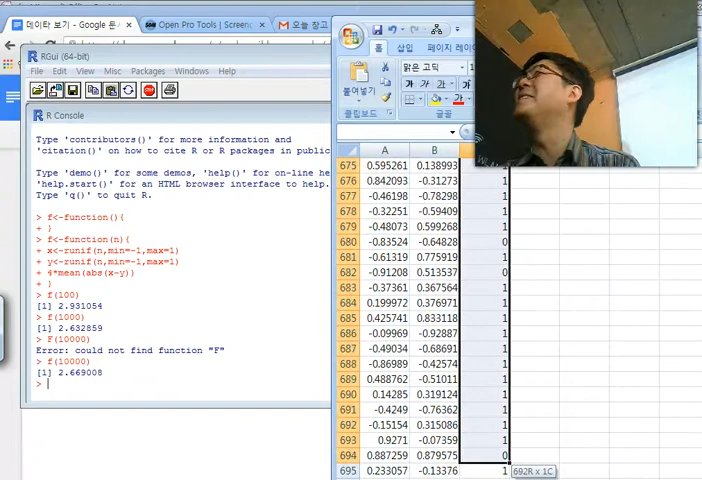 데이타 보기 - Google 문서
Open Pro Tools | Screenc
오늘 창고
RGui (64-bit)
File Edit View Misc Packages Windows Help
STOP
R Console
Type 'contributors()' for more information and
'citation()' on how to cite R or R packages in public
Type 'demo()' for some demos, 'help()' for on-line he
'help.start()' for an HTML browser interface to help.
Type 'q()' to quit R.
> f<-function(){
+ }
> f<-function(n){
+ x<-runif(n,min=-1,max=1)
+ y<-runif(n,min=-1,max=1)
+ 4*mean(abs(x-y))
+ }
> f(100)
[1] 2.931054
> f(1000)
[1] 2.632859
> F(10000)
Error: could not find function "F"
> f(10000)
[1] 2.669008
>
홈 삽입 페이지 레이
맑은 고딕
붙여넣기
가 가
가
클립보드
글꼴
A B
675 0.595261 0.138993
676 0.842093 -0.31273 1
677 -0.46198 -0.78298 1
678 -0.32251 -0.59409 1
679 -0.48073 0.599268 1
680 -0.83524 -0.64828 0
681 -0.61319 0.775919 1
682 -0.91208 0.513537 0
683 -0.37361 0.367564 1
684 0.199972 0.376971 1
685 0.425741 0.833118 1
686 -0.09969 -0.92887 1
687 -0.49034 -0.68691 1
688 -0.86989 -0.42574 1
689 0.488762 -0.51011 1
690 0.14285 0.319124 1
691 -0.4249 -0.76362 1
692 -0.15154 0.315086 1
693 0.9271 -0.07359 1
694 0.887259 0.879575 0
695 0.233057 -0.13376 1
692R x 1C